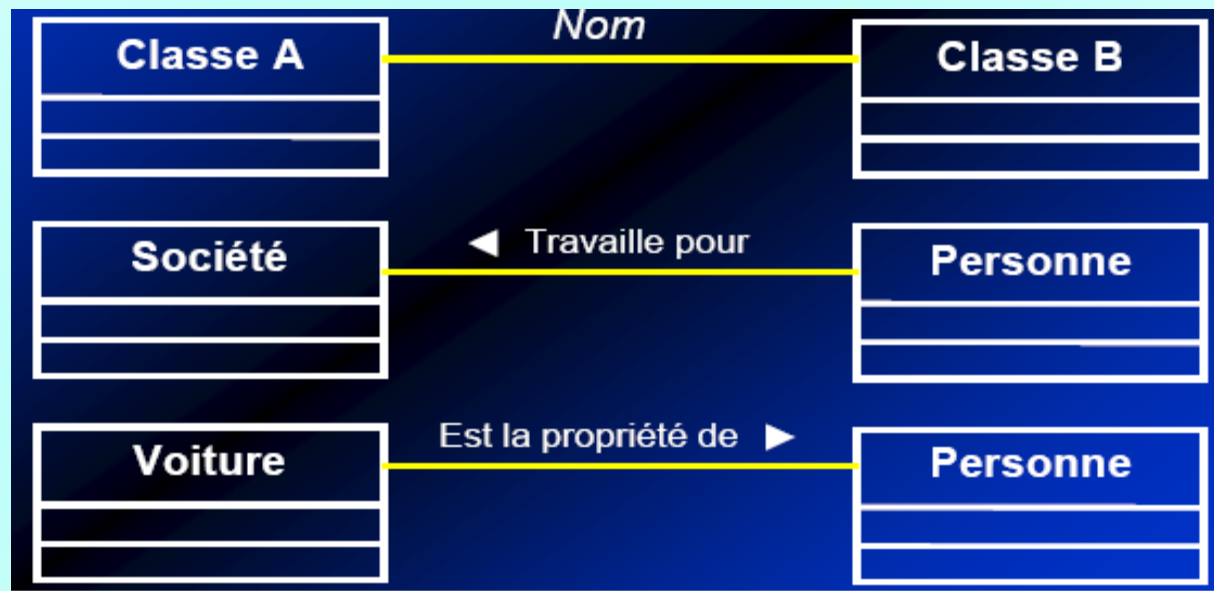 Nom
Classe A
Classe B
◄ Travaille pour
Société
Personne
Est la propriété de ►
Voiture
Personne